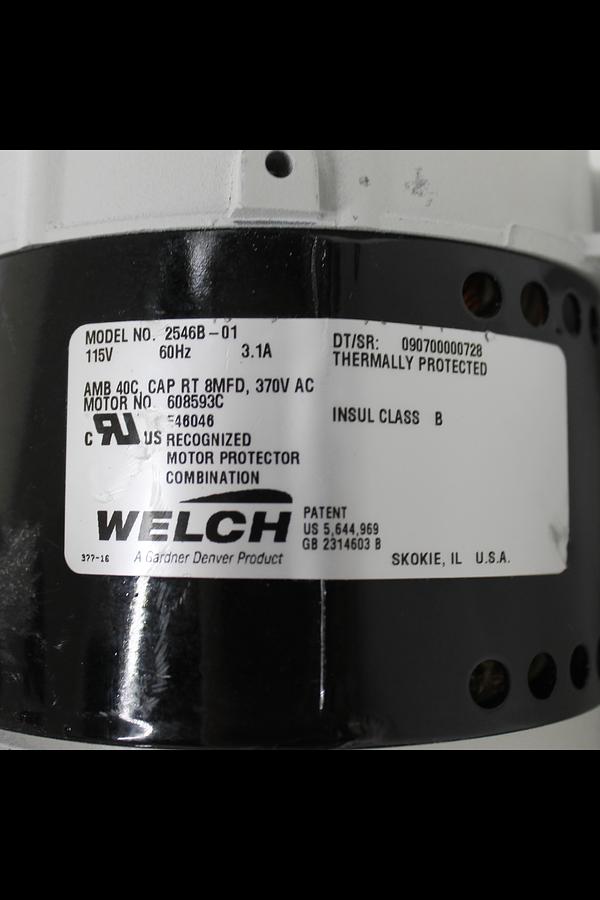 MODEL NO. 2546B-01
115V 60Hz 3.1A
DT/SR: 090700000728
THERMALLY PROTECTED
AMB 40C, CAP RT 8MFD, 370V AC
MOTOR NO. 608593C
INSUL CLASS B
E46046
C RU US RECOGNIZED
MOTOR PROTECTOR
COMBINATION
WELCH
A Gardner Denver Product
PATENT
US 5,644,969
GB 2314603 B
377-16
SKOKIE, IL U.S.A.